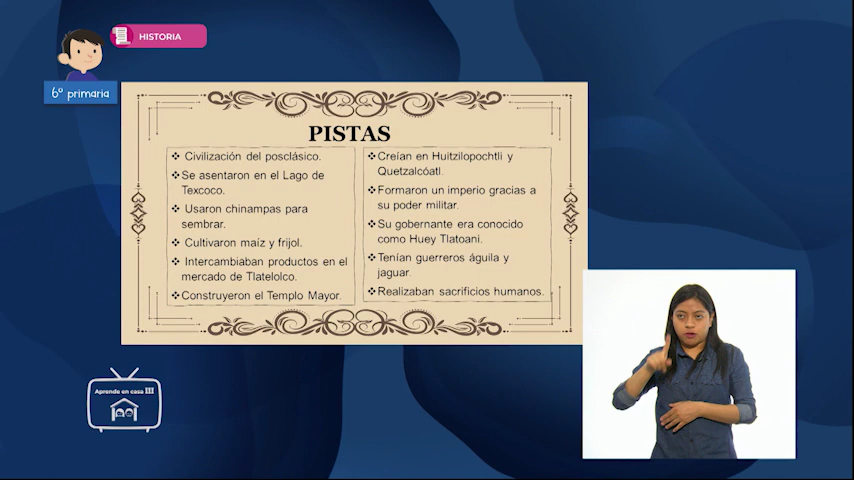 HISTORIA
6º primaria
PISTAS
❖ Civilización del posclásico.
❖ Se asentaron en el Lago de
Texcoco.
❖ Usaron chinampas para
sembrar.
❖ Cultivaron maíz y frijol.
❖ Intercambiaban productos en el
mercado de Tlatelolco.
❖ Construyeron el Templo Mayor.
❖ Creían en Huitzilopochtli y
Quetzalcóatl.
❖ Formaron un imperio gracias a
su poder militar.
❖ Su gobernante era conocido
como Huey Tlatoani.
❖ Tenían guerreros águila y
jaguar.
❖ Realizaban sacrificios humanos.
Aprende en casa III